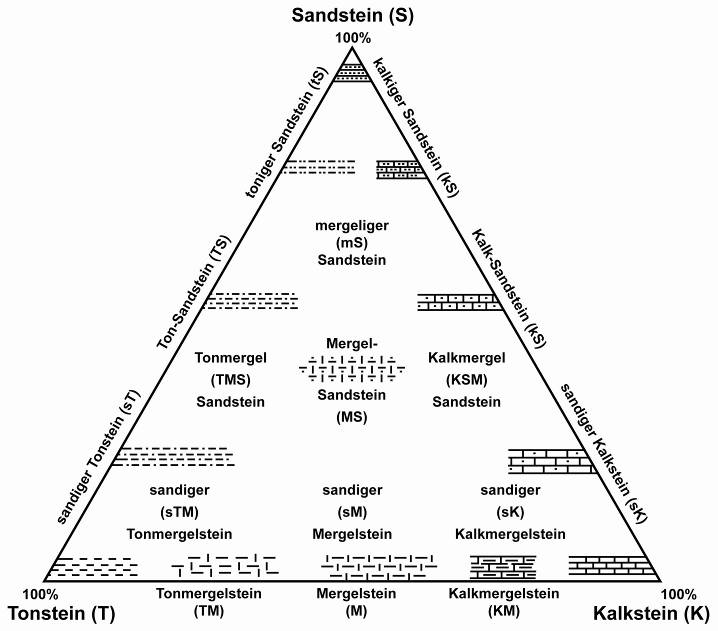 Sandstein (S)
100%
toniger Sandstein (tS)
kalkiger Sandstein (kS)
mergeliger
(mS)
Sandstein
Ton-Sandstein (TS)
Kalk-Sandstein (kS)
Tonmergel
(TMS)
Sandstein
Mergel-
Sandstein
(MS)
Kalkmergel
(KSM)
Sandstein
sandiger Tonstein (sT)
sandiger Kalkstein (sK)
sandiger
(sTM)
Tonmergelstein
sandiger
(sM)
Mergelstein
sandiger
(sK)
Kalkmergelstein
100%
Tonstein (T)
Tonmergelstein
(TM)
Mergelstein
(M)
Kalkmergelstein
(KM)
100%
Kalkstein (K)